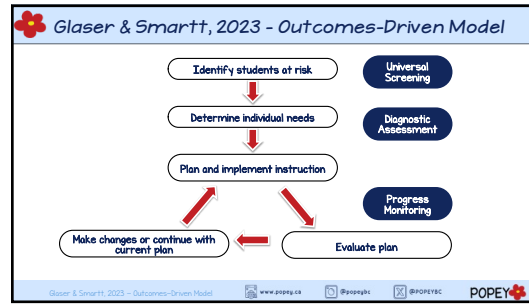 Glaser & Smartt, 2023 - Outcomes-Driven Model
Identify students at risk
Universal
Screening
Determine individual needs
Diagnostic
Assessment
Plan and implement instruction
Progress
Monitoring
Make changes or continue with
current plan
Evaluate plan
Glaser & Smartt, 2023 - Outcomes-Driven Model
www.popey.ca
@popeybc
@POPEYBC
POPEY